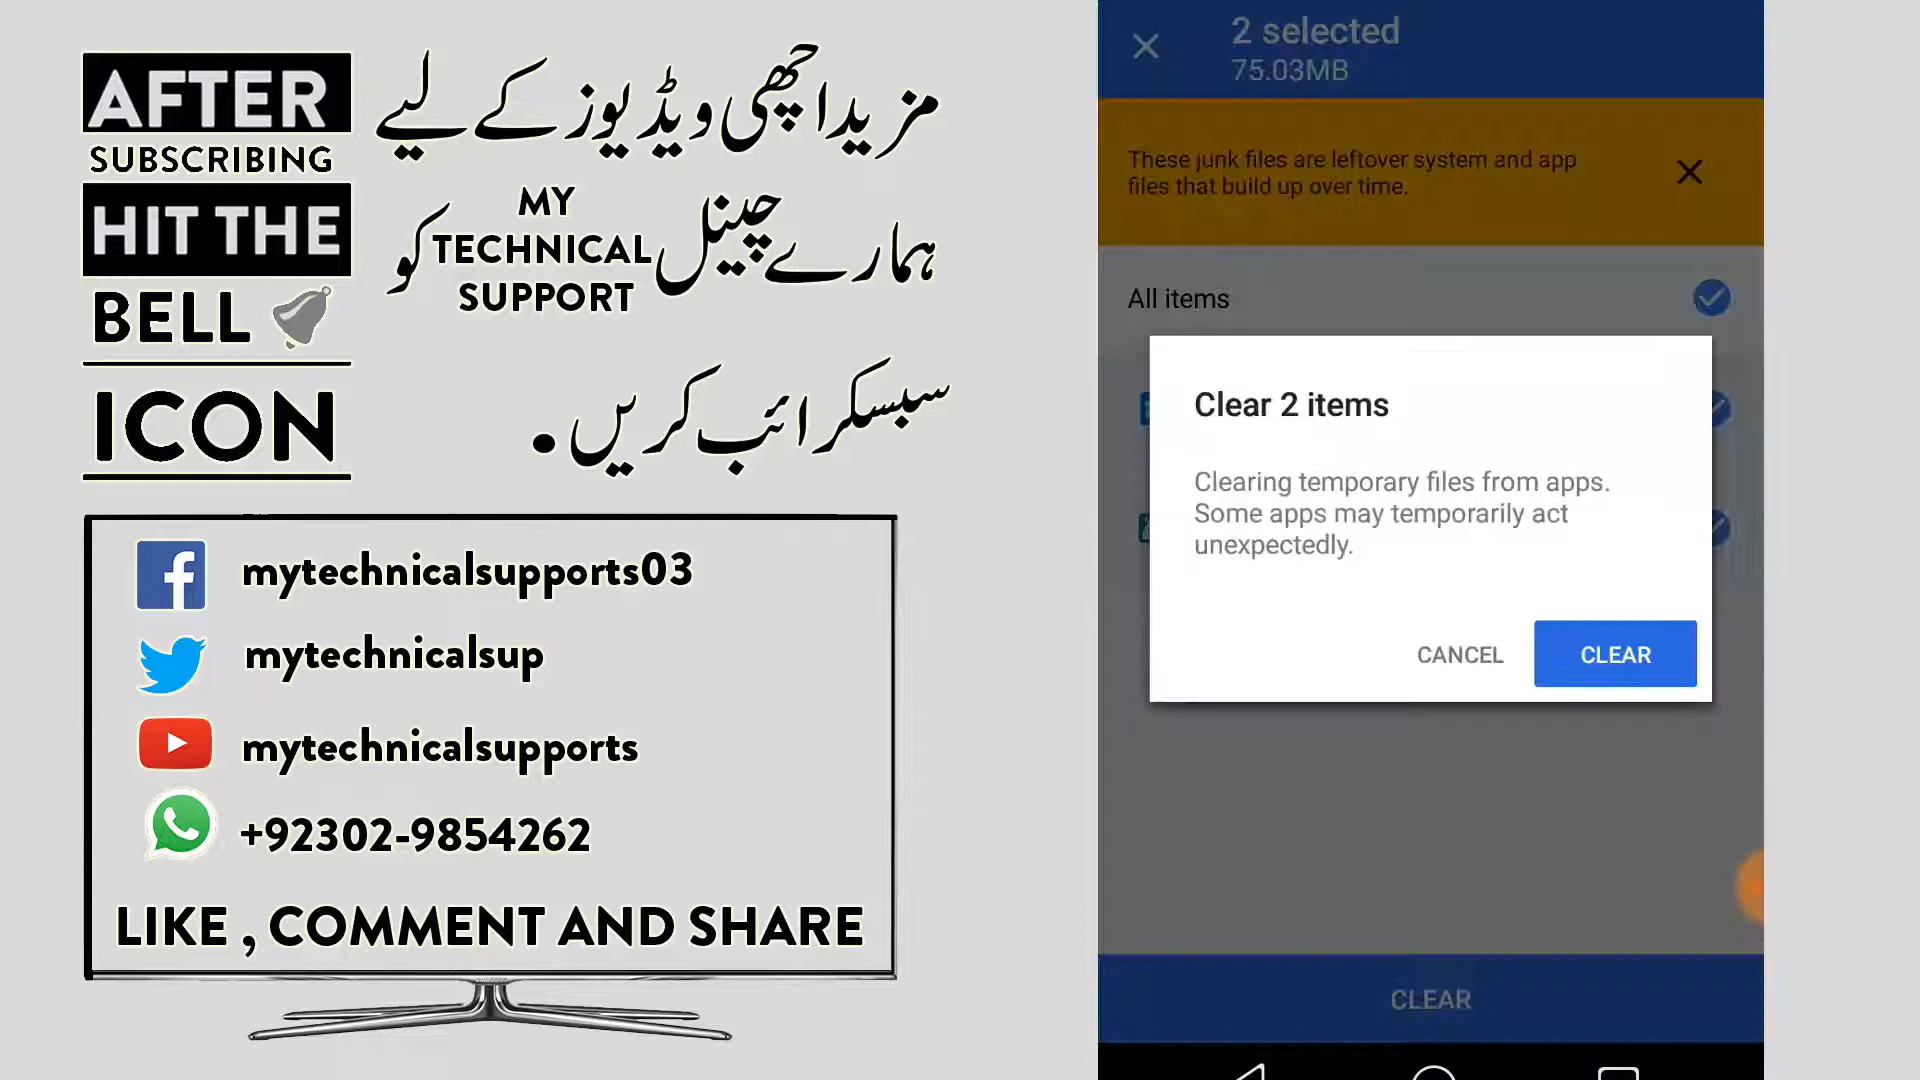 AFTER
SUBSCRIBING
HIT THE
BELL
ICON
مزید اچھی ویڈیوز کے لیے
ہمارے چینل MY TECHNICAL SUPPORT کو
سبسکرائب کریں۔
mytechnicalsupports03
mytechnicalsup
mytechnicalsupports
+92302-9854262
LIKE , COMMENT AND SHARE
2 selected
75.03MB
These junk files are leftover system and app
files that build up over time.
All items
Clear 2 items
Clearing temporary files from apps.
Some apps may temporarily act
unexpectedly.
CANCEL
CLEAR
CLEAR